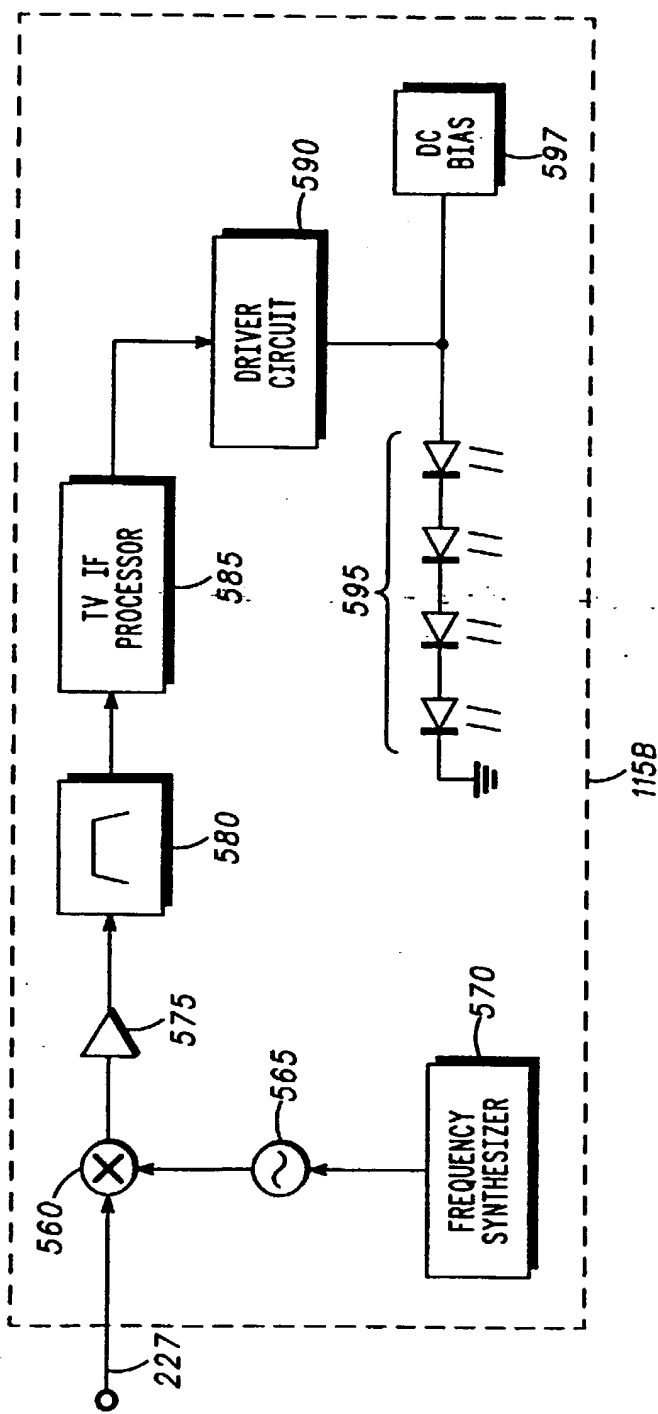 227
560
565
FREQUENCY
SYNTHESIZER
570
575
580
TV IF
PROCESSOR
585
DRIVER
CIRCUIT
590
595
DC
BIAS
597
115B